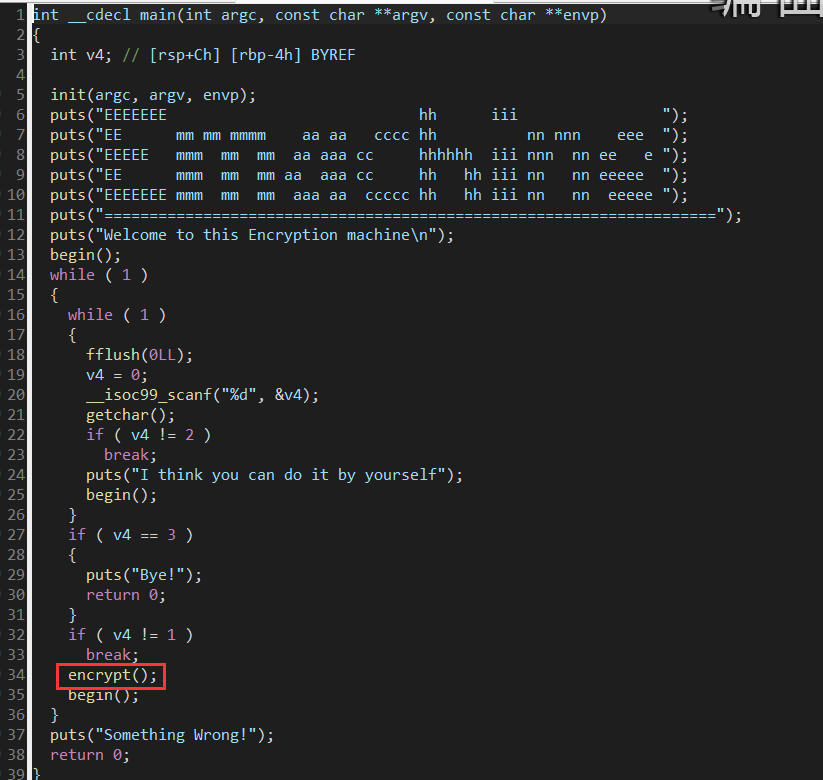 1 int __cdecl main(int argc, const char **argv, const char **envp)
2 {
3   int v4; // [rsp+Ch] [rbp-4h] BYREF
4
5   init(argc, argv, envp);
6   puts("EEEEEEE                            hh      iii                ");
7   puts("EE      mm mm mmmm    aa aa   cccc hh          nn nnn    eee  ");
8   puts("EEEEE   mmm  mm  mm  aa aaa cc     hhhhhh  iii nnn  nn ee   e ");
9   puts("EE      mmm  mm  mm aa  aaa cc     hh   hh iii nn   nn eeeee  ");
10   puts("EEEEEEE mmm  mm  mm  aaa aa  ccccc hh   hh iii nn   nn  eeeee ");
11   puts("====================================================================");
12   puts("Welcome to this Encryption machine\n");
13   begin();
14   while ( 1 )
15   {
16     while ( 1 )
17     {
18       fflush(0LL);
19       v4 = 0;
20       __isoc99_scanf("%d", &v4);
21       getchar();
22       if ( v4 != 2 )
23         break;
24       puts("I think you can do it by yourself");
25       begin();
26     }
27     if ( v4 == 3 )
28     {
29       puts("Bye!");
30       return 0;
31     }
32     if ( v4 != 1 )
33       break;
34     encrypt();
35     begin();
36   }
37   puts("Something Wrong!");
38   return 0;
39 }